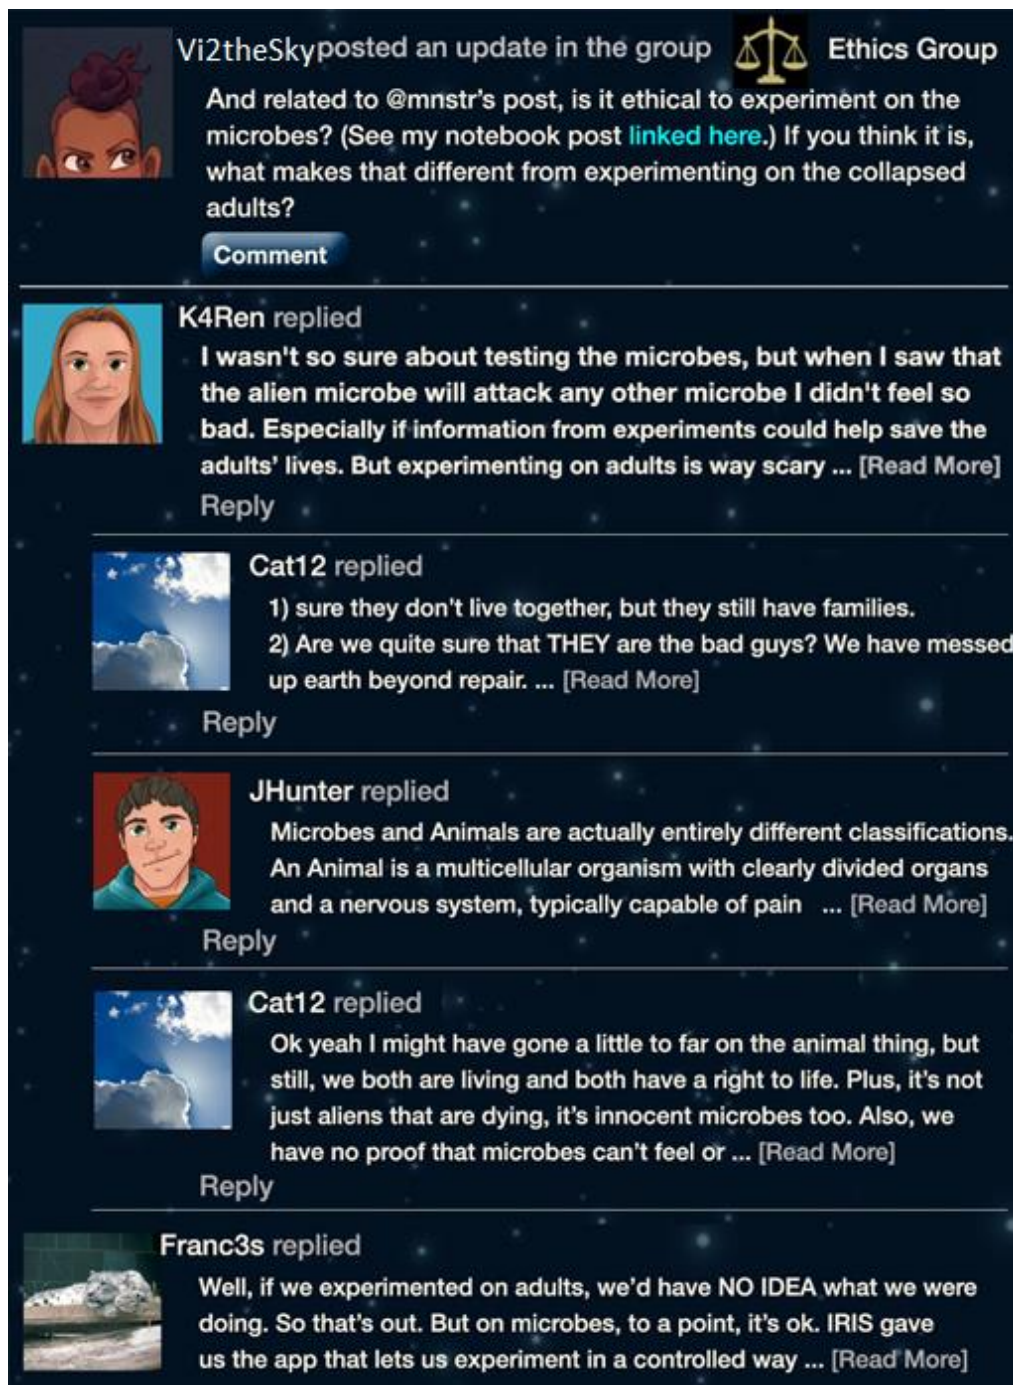 Vi2theSky posted an update in the group Ethics Group
And related to @mnstr's post, is it ethical to experiment on the
microbes? (See my notebook post linked here.) If you think it is,
what makes that different from experimenting on the collapsed
adults?
Comment
K4Ren replied
I wasn't so sure about testing the microbes, but when I saw that
the alien microbe will attack any other microbe I didn't feel so
bad. Especially if information from experiments could help save the
adults' lives. But experimenting on adults is way scary ... [Read More]
Reply
Cat12 replied
1) sure they don't live together, but they still have families.
2) Are we quite sure that THEY are the bad guys? We have messed
up earth beyond repair. ... [Read More]
Reply
JHunter replied
Microbes and Animals are actually entirely different classifications.
An Animal is a multicellular organism with clearly divided organs
and a nervous system, typically capable of pain ... [Read More]
Reply
Cat12 replied
Ok yeah I might have gone a little to far on the animal thing, but
still, we both are living and both have a right to life. Plus, it's not
just aliens that are dying, it's innocent microbes too. Also, we
have no proof that microbes can't feel or ... [Read More]
Reply
Franc3s replied
Well, if we experimented on adults, we'd have NO IDEA what we were
doing. So that's out. But on microbes, to a point, it's ok. IRIS gave
us the app that lets us experiment in a controlled way ... [Read More]